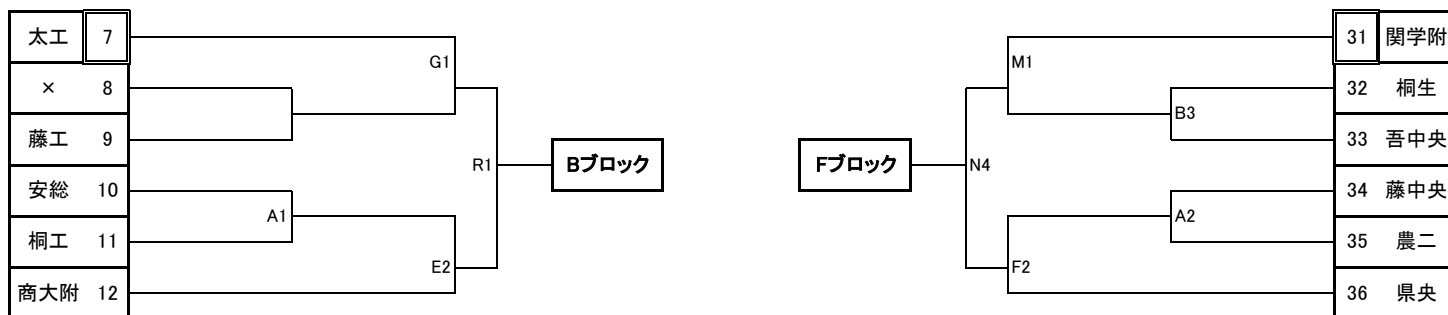 太工 7
× 8
藤工 9
安総 10
桐工 11
商大附 12
G1
A1
E2
R1
Bブロック
Fブロック
N4
M1
F2
B3
A2
31 関学附
32 桐生
33 吾中央
34 藤中央
35 農二
36 県央